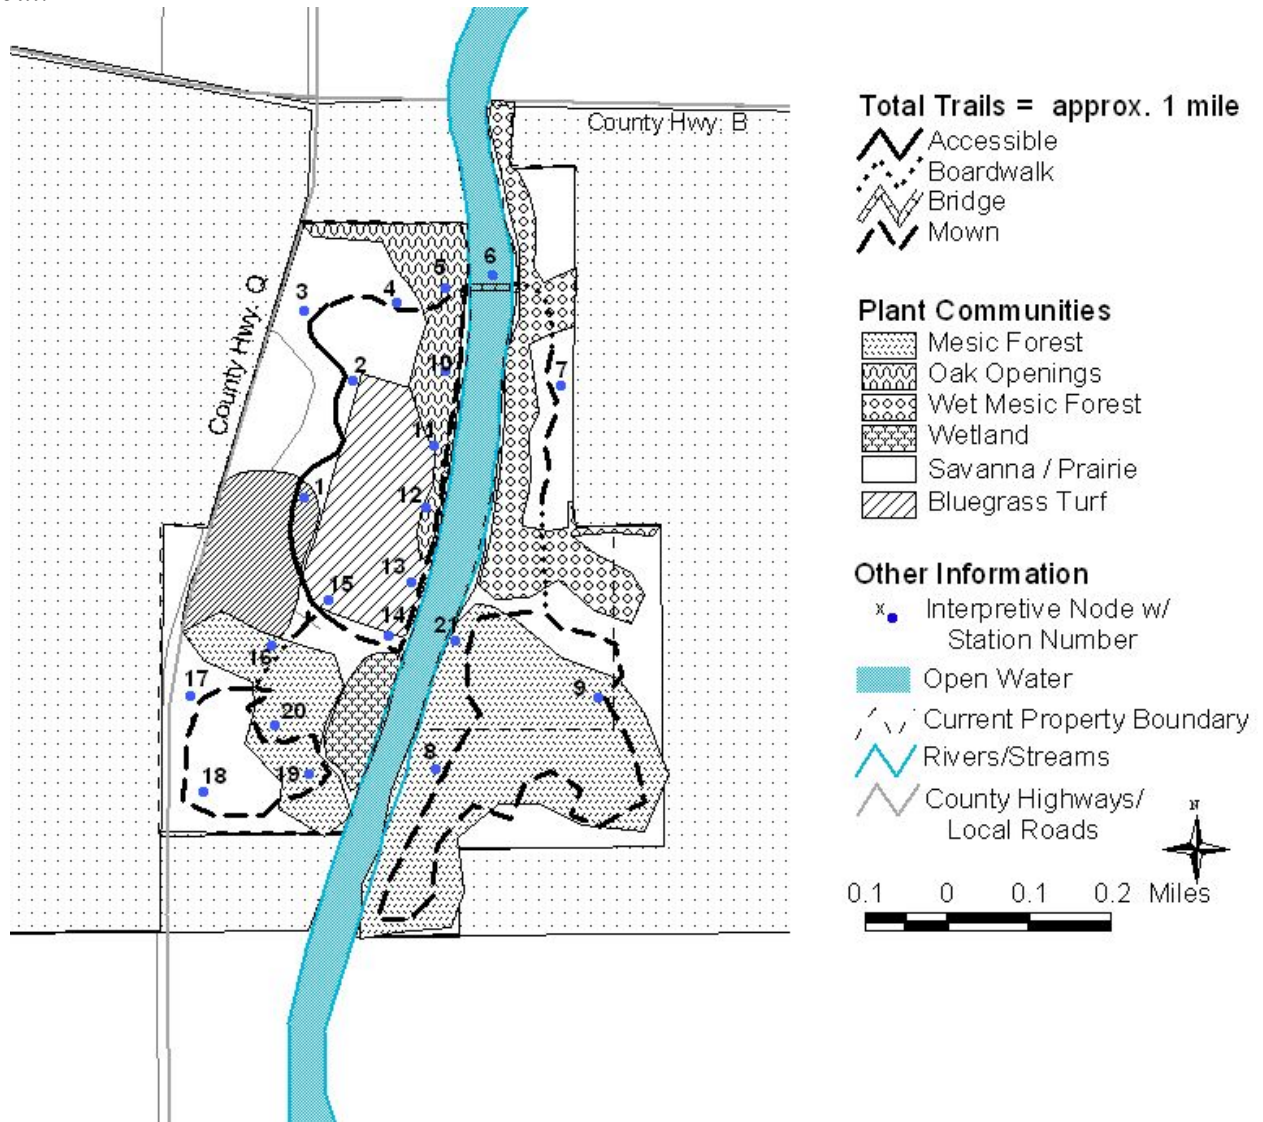 County Hwy. B
County Hwy. Q
6
5
3
4
10
2
7
11
1
12
13
15
14
21
16
17
9
20
8
18
19
Total Trails = approx. 1 mile
Accessible
Boardwalk
Bridge
Mown
Plant Communities
Mesic Forest
Oak Openings
Wet Mesic Forest
Wetland
Savanna / Prairie
Bluegrass Turf
Other Information
x Interpretive Node w/
Station Number
Open Water
Current Property Boundary
Rivers/Streams
County Highways/
Local Roads
N
0.1 0 0.1 0.2 Miles